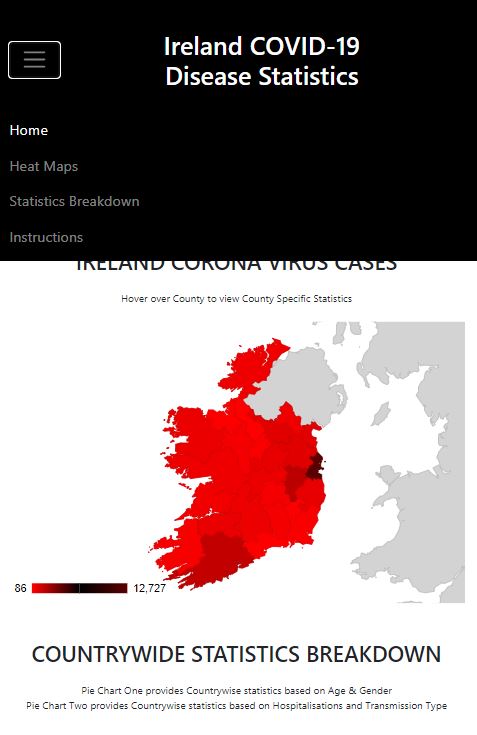 Ireland COVID-19
Disease Statistics
Home
Heat Maps
Statistics Breakdown
Instructions
IRELAND CORONA VIRUS CASES
Hover over County to view County Specific Statistics
86
12,727
COUNTRYWIDE STATISTICS BREAKDOWN
Pie Chart One provides Countrywise statistics based on Age & Gender
Pie Chart Two provides Countrywise statistics based on Hospitalisations and Transmission Type